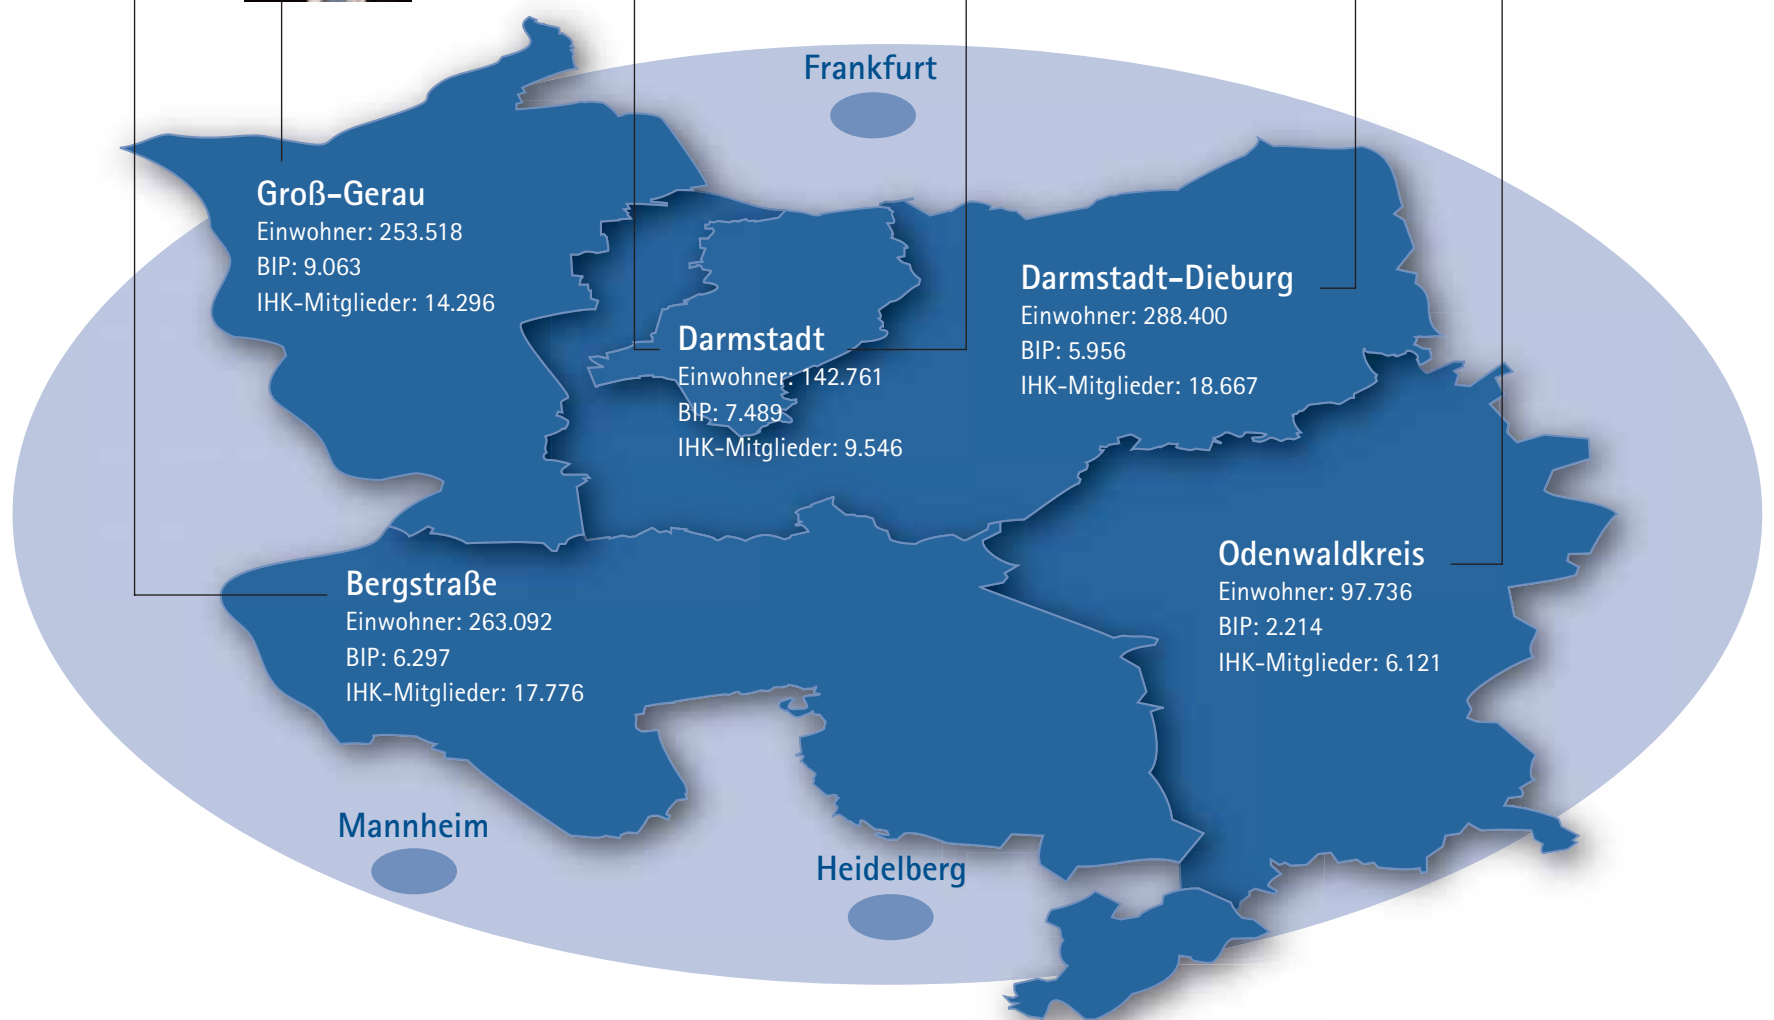 Frankfurt
Groß-Gerau
Einwohner: 253.518
BIP: 9.063
IHK-Mitglieder: 14.296
Darmstadt-Dieburg
Einwohner: 288.400
BIP: 5.956
IHK-Mitglieder: 18.667
Darmstadt
Einwohner: 142.761
BIP: 7.489
IHK-Mitglieder: 9.546
Odenwaldkreis
Einwohner: 97.736
BIP: 2.214
IHK-Mitglieder: 6.121
Bergstraße
Einwohner: 263.092
BIP: 6.297
IHK-Mitglieder: 17.776
Mannheim
Heidelberg